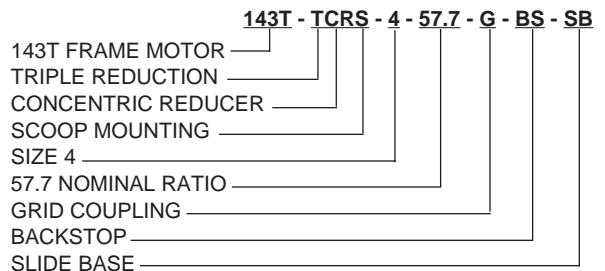 143T - TCRS - 4 - 57.7 - G - BS - SB
143T FRAME MOTOR
TRIPLE REDUCTION
CONCENTRIC REDUCER
SCOOP MOUNTING
SIZE 4
57.7 NOMINAL RATIO
GRID COUPLING
BACKSTOP
SLIDE BASE